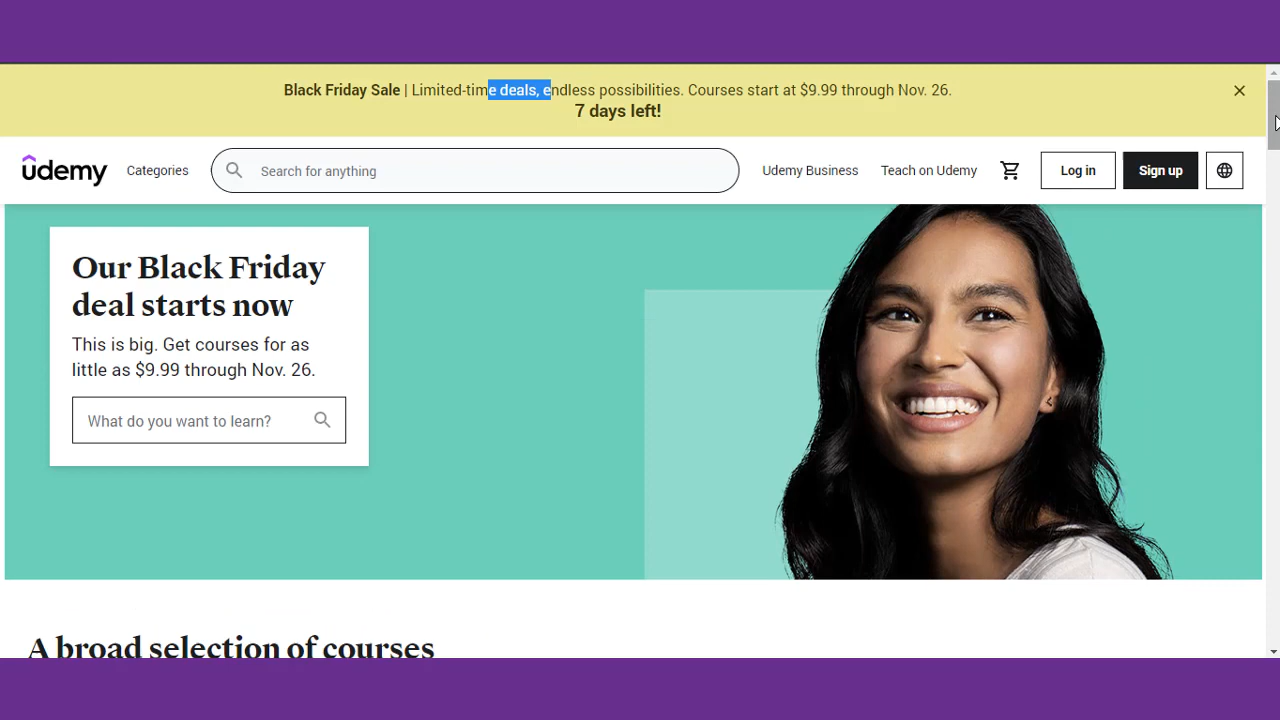 Black Friday Sale | Limited-time deals, endless possibilities. Courses start at $9.99 through Nov. 26.
7 days left!
udemy
Categories
Search for anything
Udemy Business
Teach on Udemy
Log in
Sign up
Our Black Friday
deal starts now
This is big. Get courses for as
little as $9.99 through Nov. 26.
What do you want to learn?
A broad selection of courses